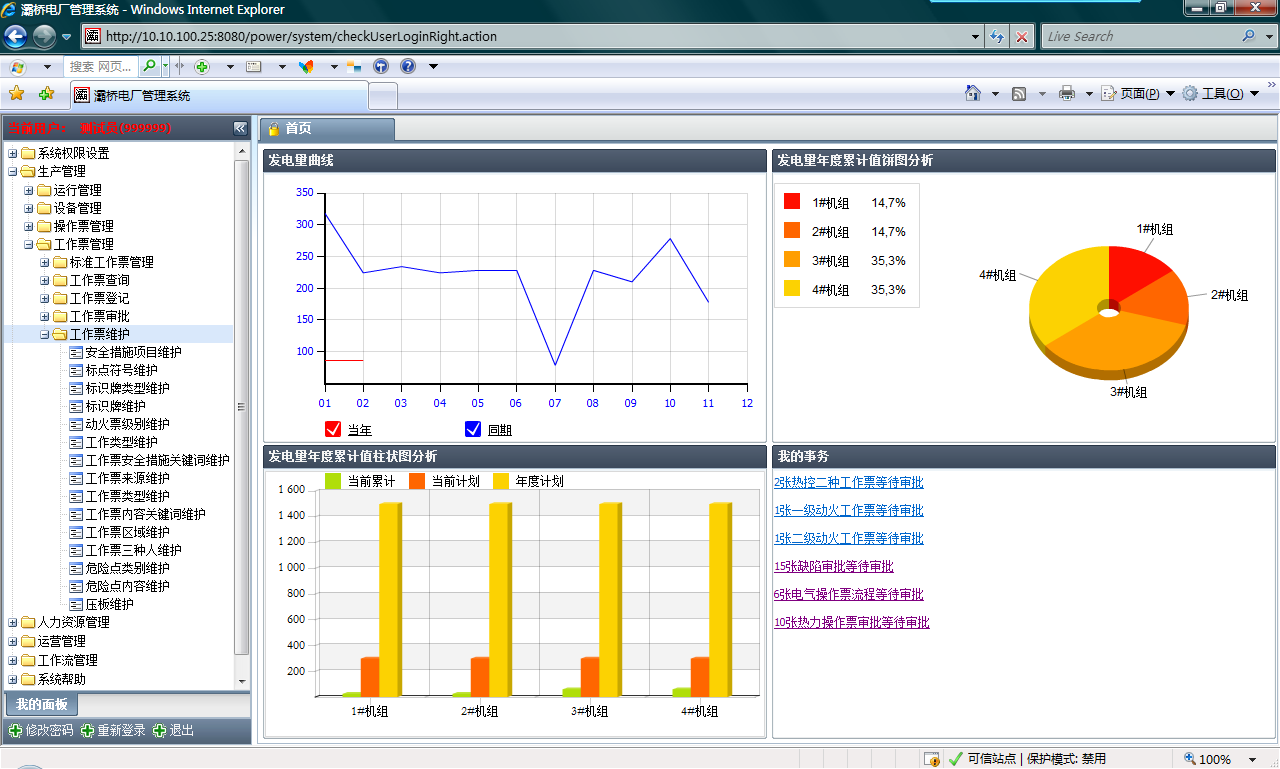 灞桥电厂管理系统 - Windows Internet Explorer
http://10.10.100.25:8080/power/system/checkUserLoginRight.action
Live Search
搜索 网页...
灞桥电厂管理系统
页面(P)
工具(O)
当前用户： 测试员(999999)
首页
系统权限设置
生产管理
运行管理
设备管理
操作票管理
工作票管理
标准工作票管理
工作票查询
工作票登记
工作票审批
工作票维护
安全措施项目维护
标点符号维护
标识牌类型维护
标识牌维护
动火票级别维护
工作类型维护
工作票安全措施关键词维护
工作票来源维护
工作票类型维护
工作票内容关键词维护
工作票区域维护
工作票三种人维护
危险点类别维护
危险点内容维护
压板维护
人力资源管理
运营管理
工作流管理
系统帮助
我的面板
修改密码 重新登录 退出
发电量曲线
350
300
250
200
150
100
01 02 03 04 05 06 07 08 09 10 11 12
当年 同期
发电量年度累计值饼图分析
1#机组 14,7%
2#机组 14,7%
3#机组 35,3%
4#机组 35,3%
1#机组
4#机组
2#机组
3#机组
发电量年度累计值柱状图分析
当前累计 当前计划 年度计划
1 600
1 400
1 200
1 000
800
600
400
200
1#机组 2#机组 3#机组 4#机组
我的事务
2张热控二种工作票等待审批
1张一级动火工作票等待审批
1张二级动火工作票等待审批
15张缺陷审批等待审批
6张电气操作票流程等待审批
10张热力操作票审批等待审批
可信站点 | 保护模式: 禁用
100%